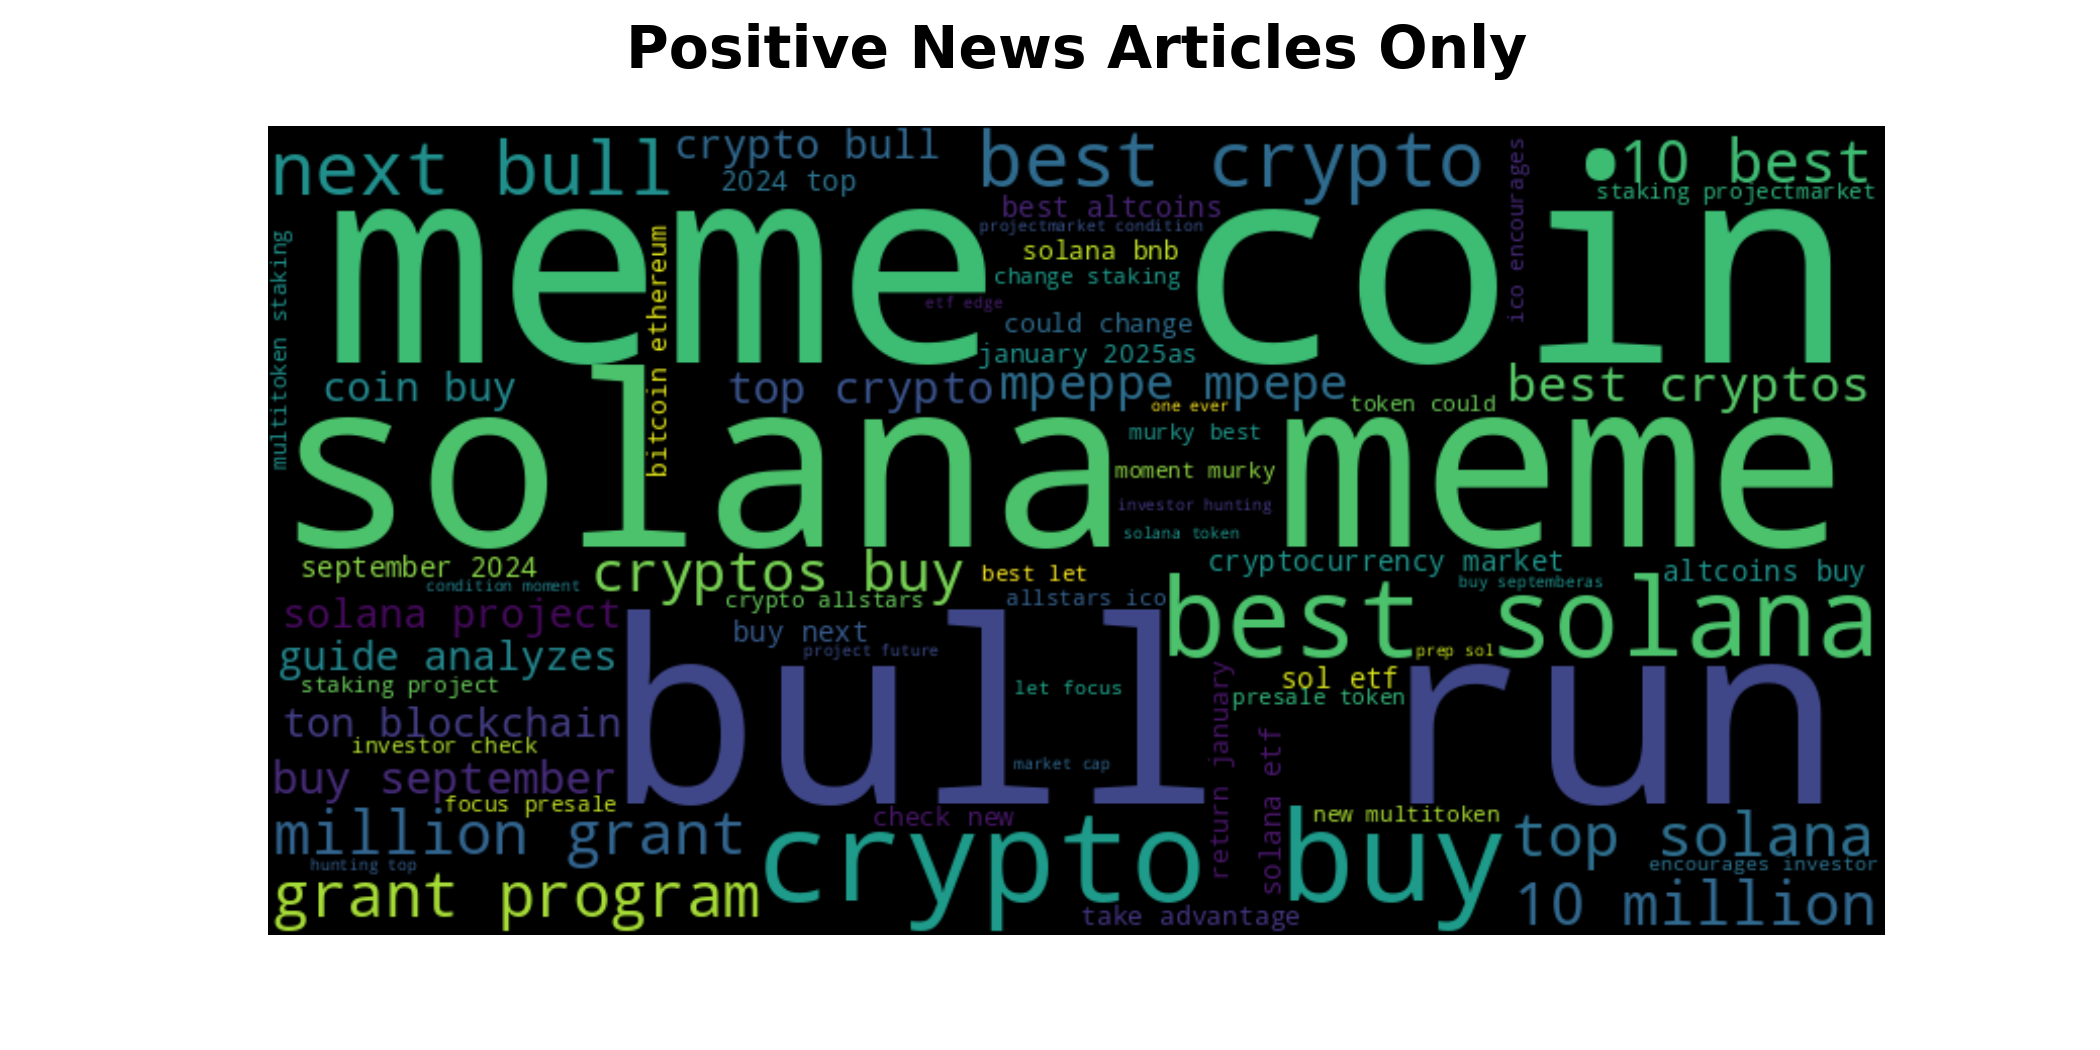 Positive News Articles Only
next bull
crypto bull
2024 top
best crypto
•10 best
staking projectmarket
best altcoins
projectmarket condition
solana bnb
change staking
etf edge
ico encourages
meme coin
multitoken staking
bitcoin ethereum
could change
january 2025as
coin buy
top crypto
mpeppe mpepe
best cryptos
one ever
token could
murky best
solana meme
moment murky
investor hunting
solana token
september 2024
condition moment
cryptos buy
best let
cryptocurrency market
buy septemberas
altcoins buy
solana project
crypto allstars
allstars ico
best solana
guide analyzes
buy next
project future
prep sol
staking project
let focus
sol etf
presale token
ton blockchain
bull run
investor check
market cap
return january
solana etf
buy september
focus presale
check new
new multitoken
million grant
top solana
hunting top
encourages investor
grant program
crypto buy
10 million
take advantage